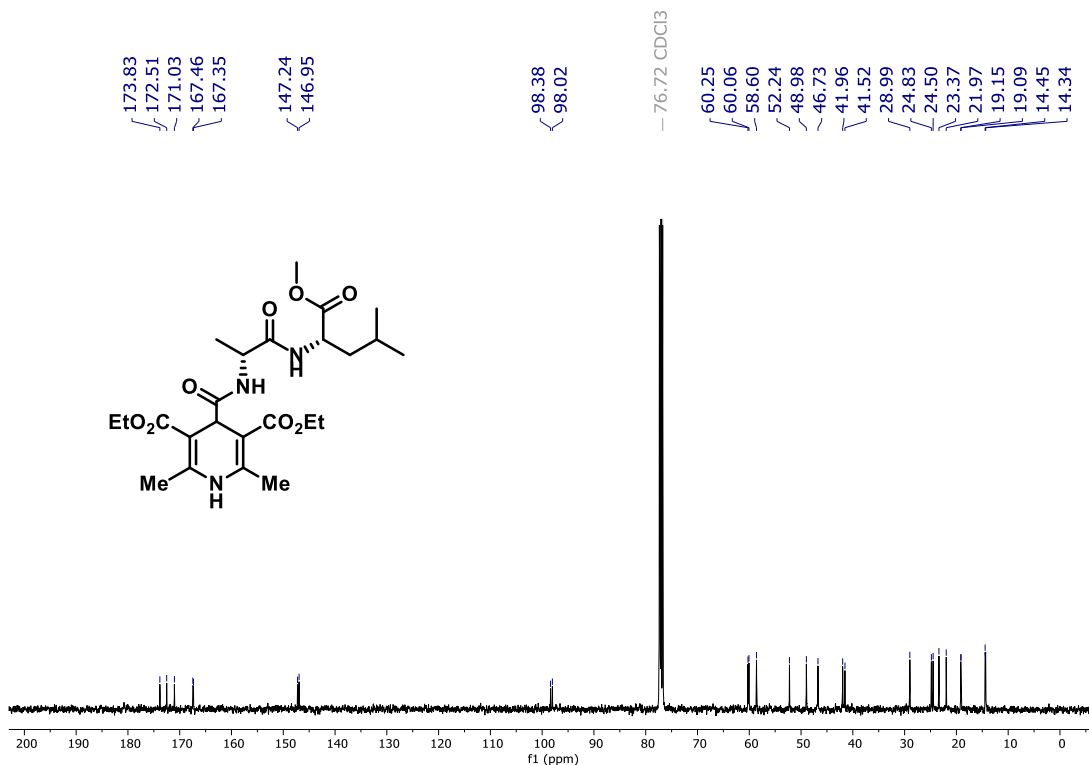 173.83
172.51
171.03
167.46
167.35
147.24
146.95
98.38
98.02
76.72 CDCl3
60.25
60.06
58.60
52.24
48.98
46.73
41.96
41.52
28.99
24.83
24.50
23.37
21.97
19.15
19.09
14.45
14.34
O
O
O
N
H
O
NH
EtO2C
CO2Et
Me
N
H
Me
200 190 180 170 160 150 140 130 120 110 100 90 80 70 60 50 40 30 20 10 0
f1 (ppm)